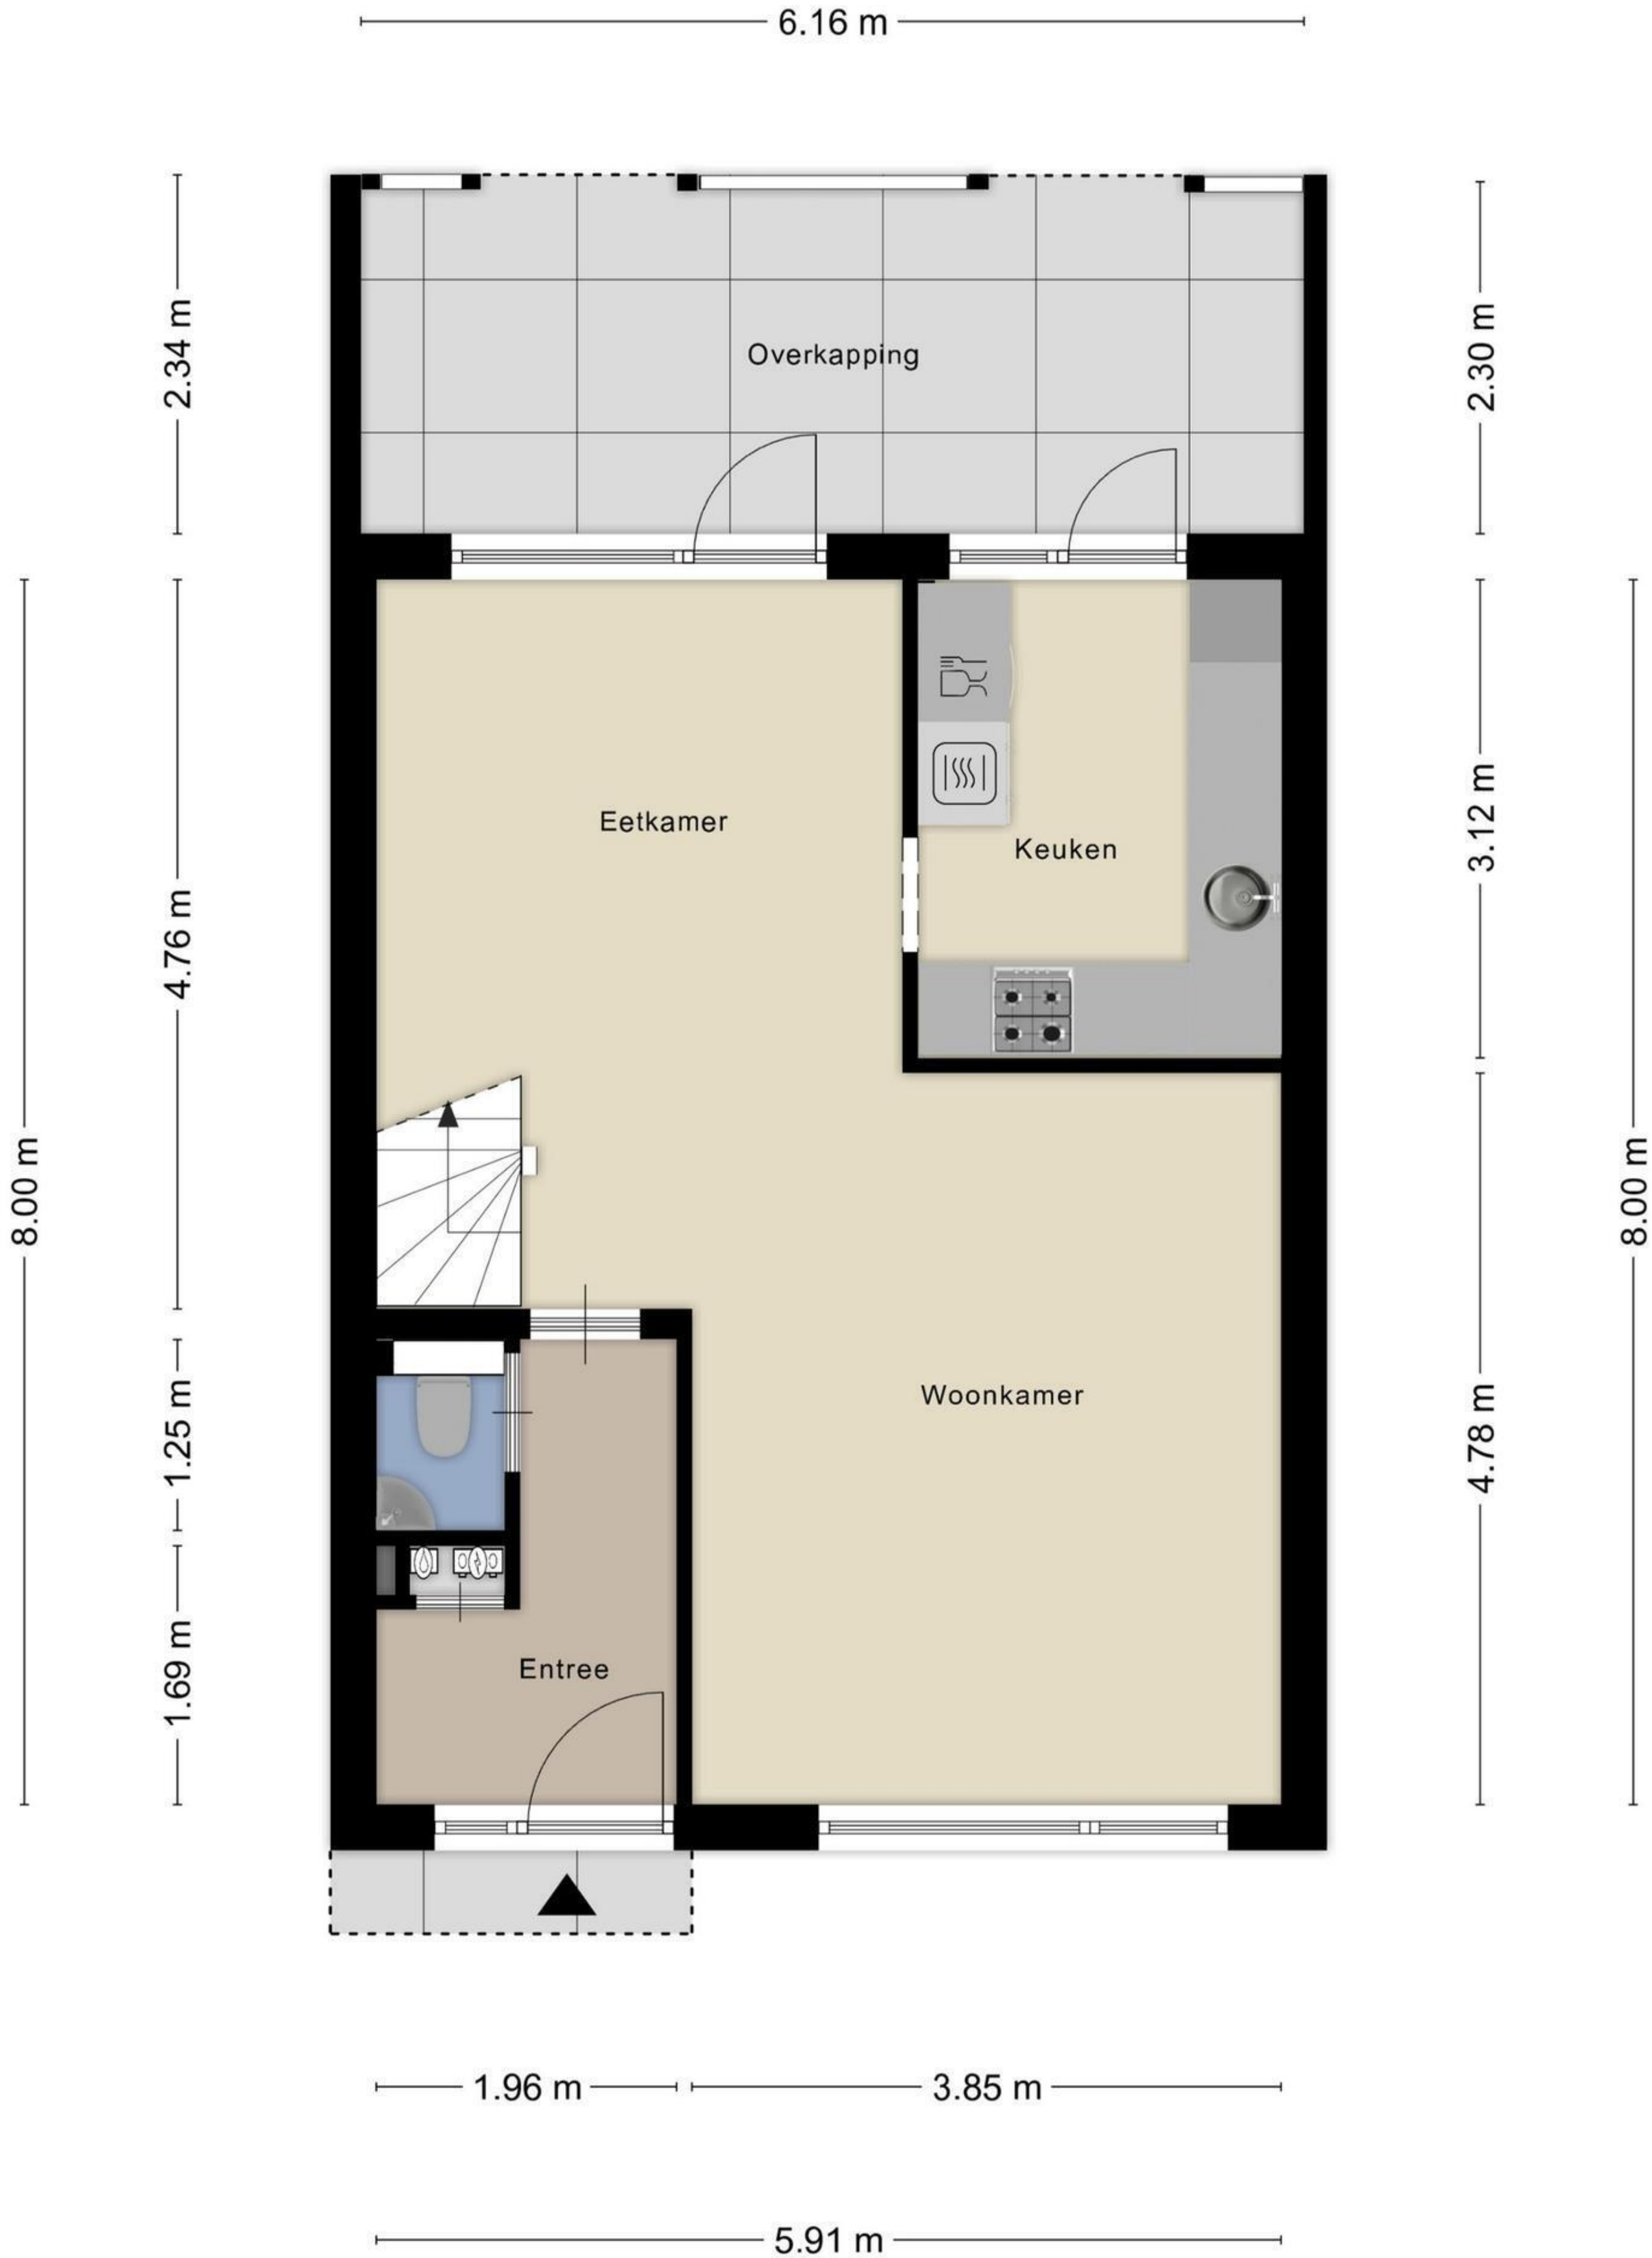 6.16 m
2.34 m
2.30 m
Overkapping
Eetkamer
Keuken
3.12 m
4.76 m
8.00 m
8.00 m
Woonkamer
1.25 m
4.78 m
Entree
1.69 m
1.96 m
3.85 m
5.91 m